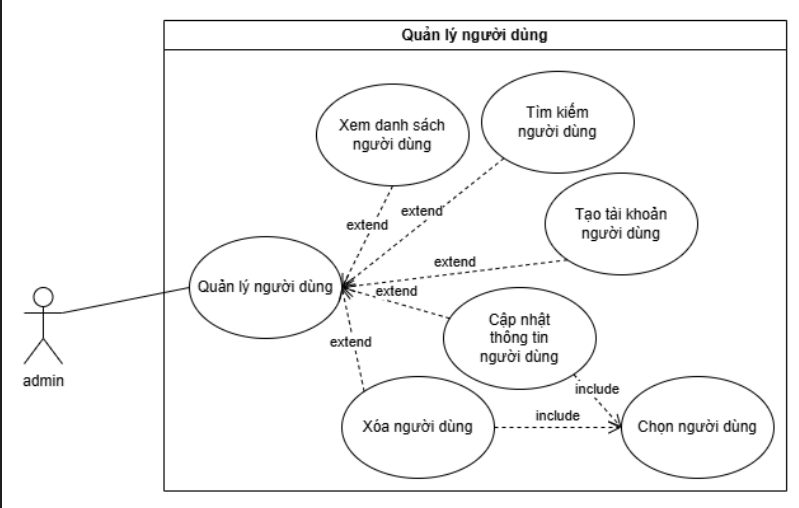 Quản lý người dùng
Xem danh sách
người dùng
Tìm kiếm
người dùng
extend
extend
Tạo tài khoản
người dùng
extend
Quản lý người dùng
extend
Cập nhật
thông tin
người dùng
extend
admin
include
Xóa người dùng
include
Chọn người dùng